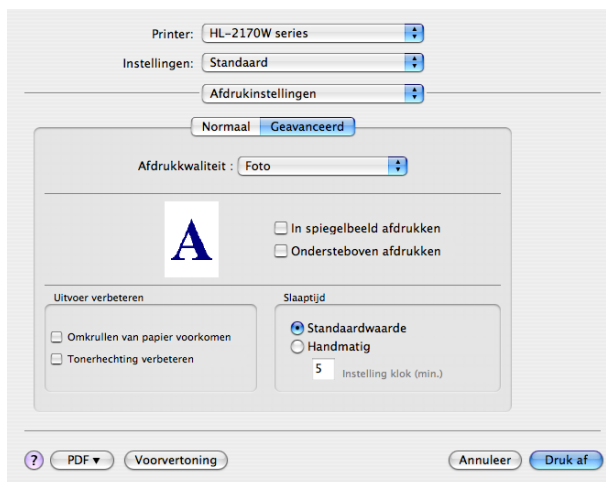 Printer: HL-2170W series
Instellingen: Standaard
Afdrukinstellingen
Normaal Geavanceerd
Afdrukkwaliteit : Foto
A
In spiegelbeeld afdrukken
Ondersteboven afdrukken
Uitvoer verbeteren
Omkrullen van papier voorkomen
Tonerhechting verbeteren
Slaaptijd
Standaardwaarde
Handmatig
5 Instelling klok (min.)
? PDF ▼ Voorvertoning Annuleer Druk af